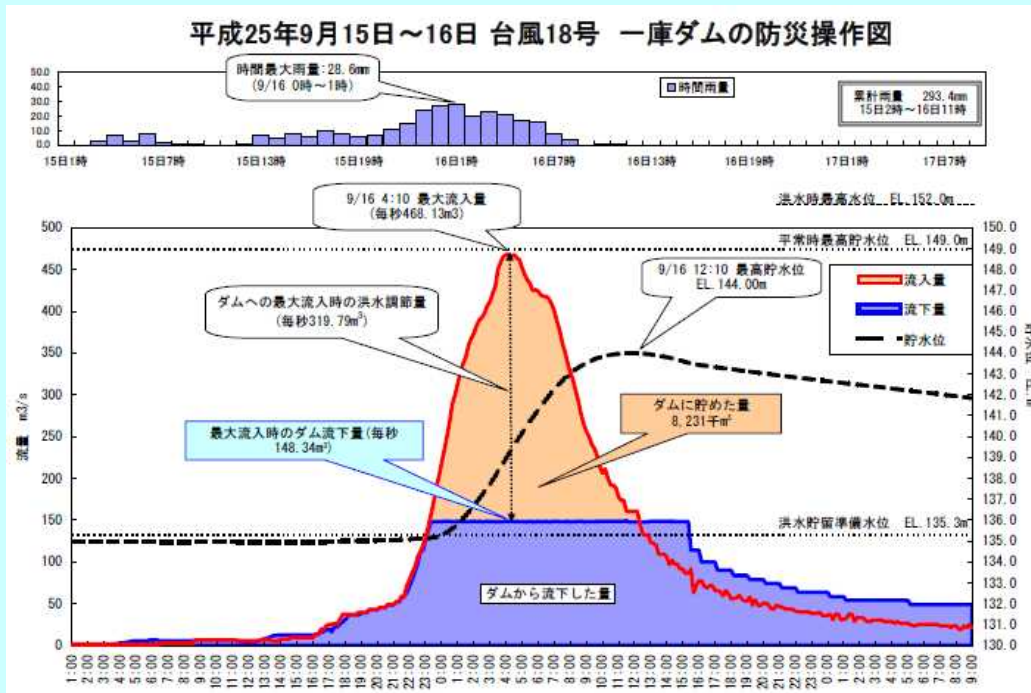 平成25年9月15日～16日 台風18号 一庫ダムの防災操作図
時間最大雨量:28.6mm
(9/16 0時～1時)
時間雨量
累計雨量 293.4mm
15日2時～16日11時
50.0
40.0
30.0
20.0
10.0
0.0
15日1時 15日7時 15日13時 15日19時 16日1時 16日7時 16日13時 16日19時 17日1時 17日7時
9/16 4:10 最大流入量
(毎秒468.13m3)
洪水時最高水位 EL.152.0m
平常時最高貯水位 EL.149.0m
9/16 12:10 最高貯水位
EL.144.00m
流入量
流下量
貯水位
ダムへの最大流入時の洪水調節量
(毎秒319.79m3)
最大流入時のダム流下量(毎秒
148.34m3)
ダムに貯めた量
8,231千m3
洪水貯留準備水位 EL.135.3m
ダムから流下した量
流量 m3/s
500
450
400
350
300
250
200
150
100
50
0
150.0
149.0
148.0
147.0
146.0
145.0
144.0
143.0
142.0
141.0
140.0
139.0
138.0
137.0
136.0
135.0
134.0
133.0
132.0
131.0
130.0
1:00 2:00 3:00 4:00 5:00 6:00 7:00 8:00 9:00 10:00 11:00 12:00 13:00 14:00 15:00 16:00 17:00 18:00 19:00 20:00 21:00 22:00 23:00 0:00 1:00 2:00 3:00 4:00 5:00 6:00 7:00 8:00 9:00 10:00 11:00 12:00 13:00 14:00 15:00 16:00 17:00 18:00 19:00 20:00 21:00 22:00 23:00 0:00 1:00 2:00 3:00 4:00 5:00 6:00 7:00 8:00 9:00